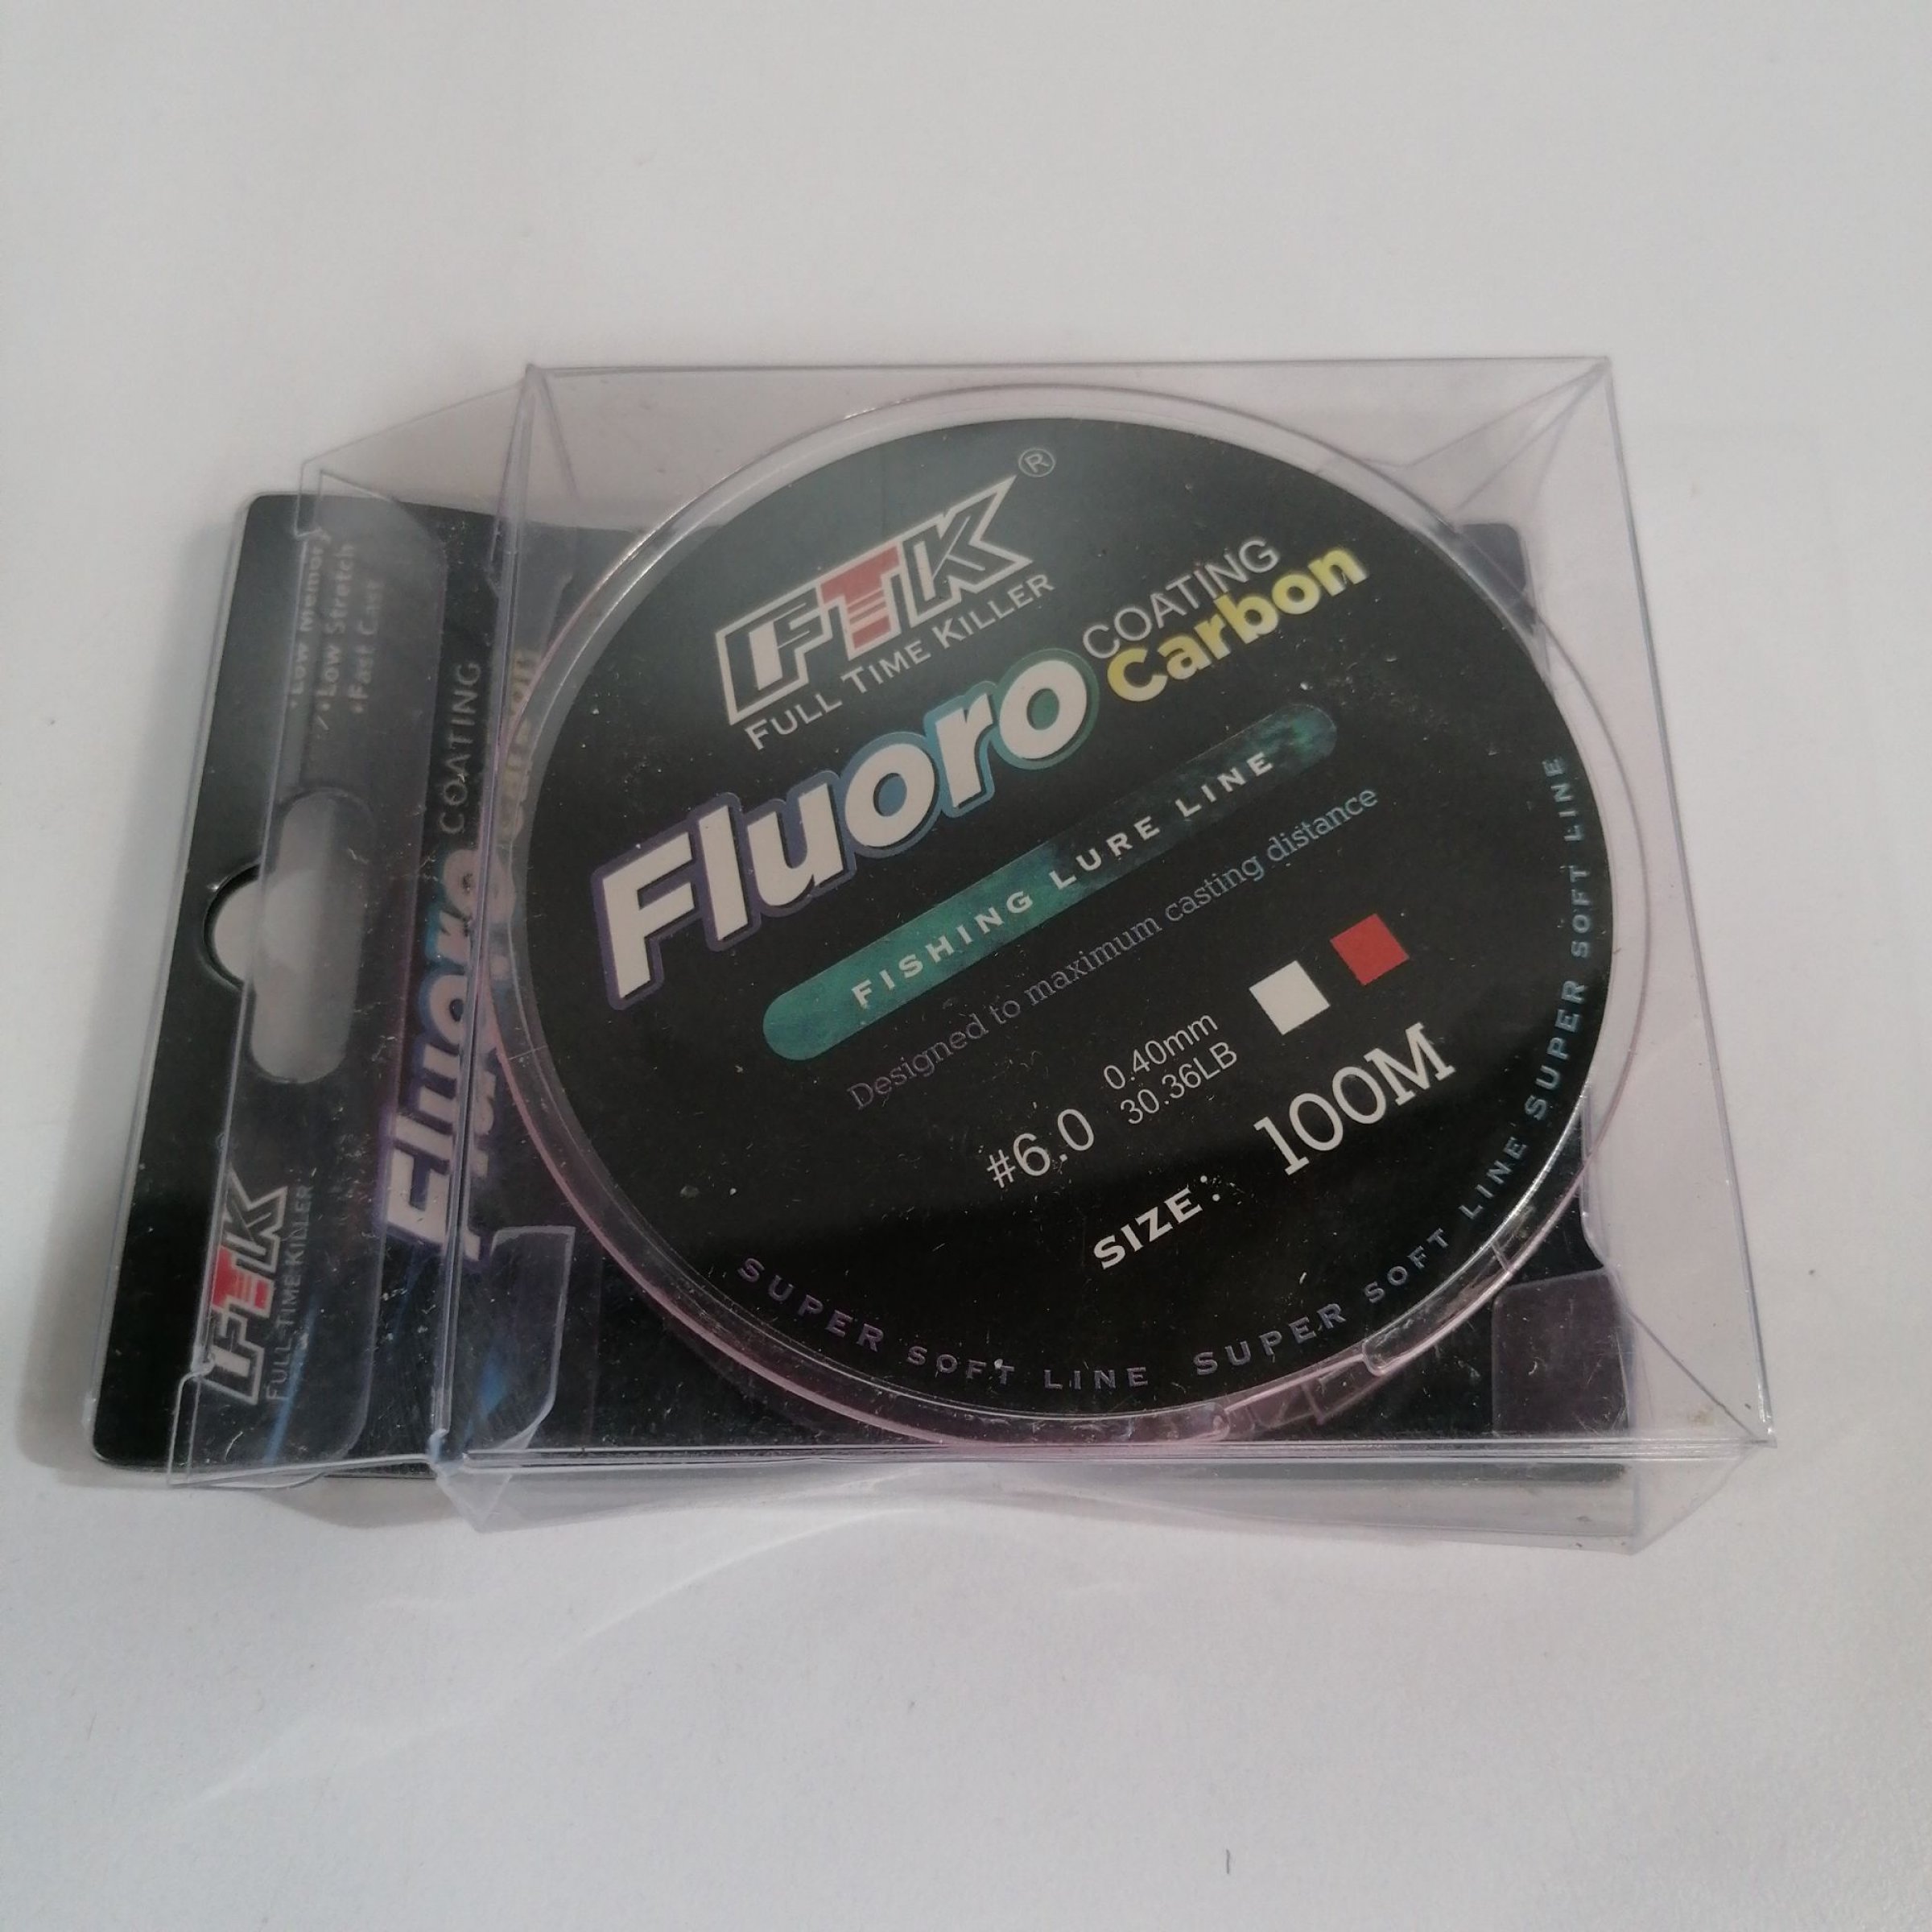 FTK®
FULL TIME KILLER
Fluoro COATING
Carbon
FISHING LURE LINE
Designed to maximum casting distance
#6.0 0.40mm
30.36LB
SIZE: 100M
SUPER SOFT LINE SUPER SOFT LINE SUPER SOFT LINE
•Low Memory
•Low Stretch
•Fast Cast
Fluoro COATING
FTK
FULL TIME KILLER